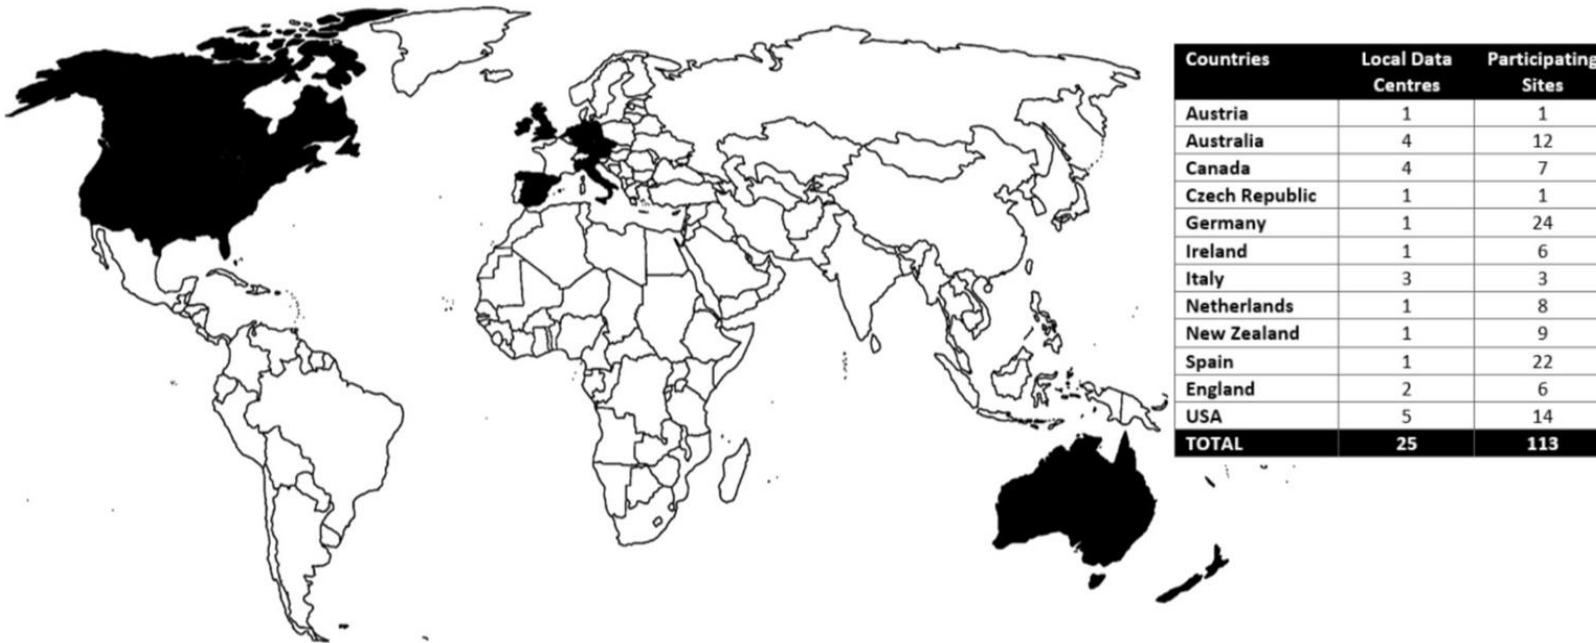 Countries Local Data Centres Participating Sites
Austria 1 1
Australia 4 12
Canada 4 7
Czech Republic 1 1
Germany 1 24
Ireland 1 6
Italy 3 3
Netherlands 1 8
New Zealand 1 9
Spain 1 22
England 2 6
USA 5 14
TOTAL 25 113